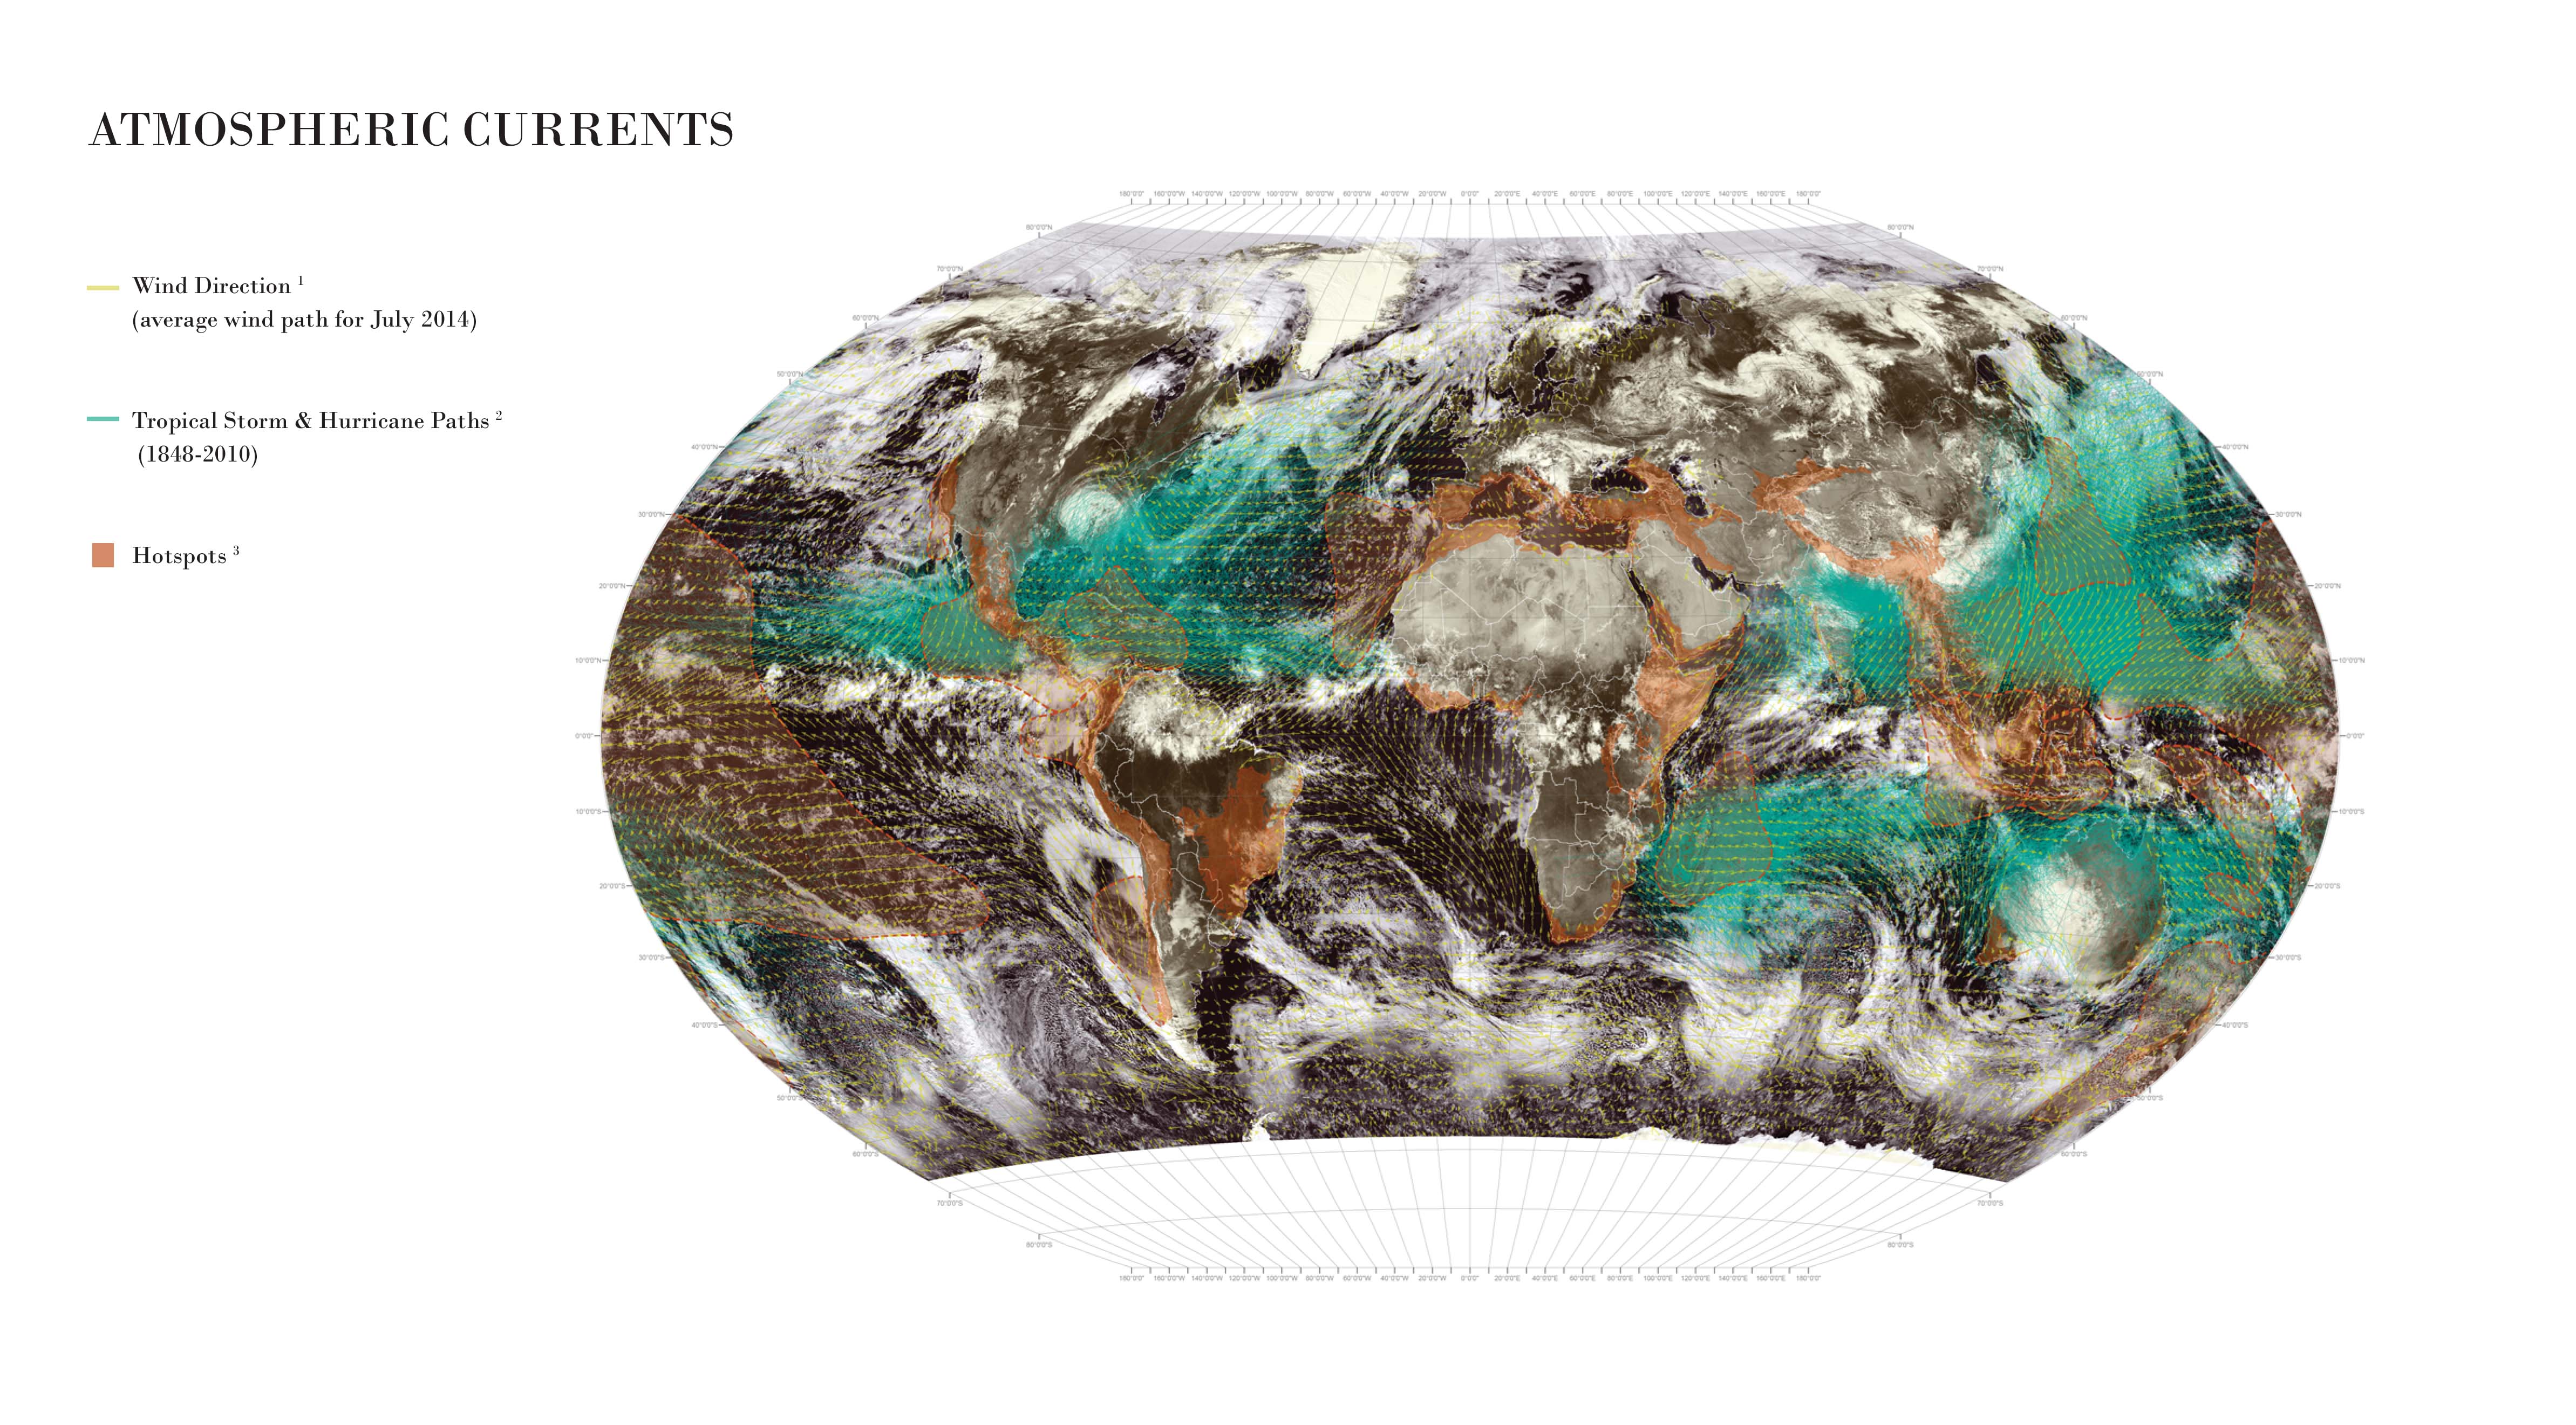 ATMOSPHERIC CURRENTS
Wind Direction 1
(average wind path for July 2014)
Tropical Storm & Hurricane Paths 2
(1848-2010)
Hotspots 3
180°0'0" 160°0'0"W 140°0'0"W 120°0'0"W 100°0'0"W 80°0'0"W 60°0'0"W 40°0'0"W 20°0'0"W 0°0'0" 20°0'0"E 40°0'0"E 60°0'0"E 80°0'0"E 100°0'0"E 120°0'0"E 140°0'0"E 160°0'0"E 180°0'0"
80°0'0"N 80°0'0"N
70°0'0"N 70°0'0"N
60°0'0"N 60°0'0"N
50°0'0"N 50°0'0"N
40°0'0"N 40°0'0"N
30°0'0"N 30°0'0"N
20°0'0"N 20°0'0"N
10°0'0"N 10°0'0"N
0°0'0" 0°0'0"
10°0'0"S 10°0'0"S
20°0'0"S 20°0'0"S
30°0'0"S 30°0'0"S
40°0'0"S 40°0'0"S
50°0'0"S 50°0'0"S
60°0'0"S 60°0'0"S
70°0'0"S 70°0'0"S
80°0'0"S 80°0'0"S
180°0'0" 160°0'0"W 140°0'0"W 120°0'0"W 100°0'0"W 80°0'0"W 60°0'0"W 40°0'0"W 20°0'0"W 0°0'0" 20°0'0"E 40°0'0"E 60°0'0"E 80°0'0"E 100°0'0"E 120°0'0"E 140°0'0"E 160°0'0"E 180°0'0"